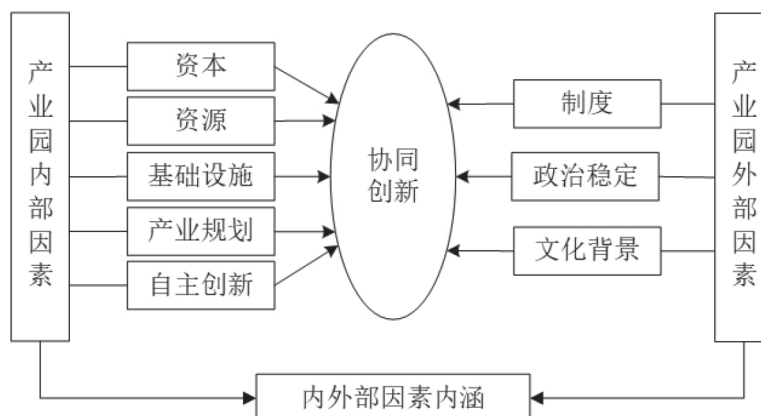 产业园内部因素
资本
资源
基础设施
产业规划
自主创新
协同
创新
制度
政治稳定
文化背景
产业园外部因素
内外部因素内涵